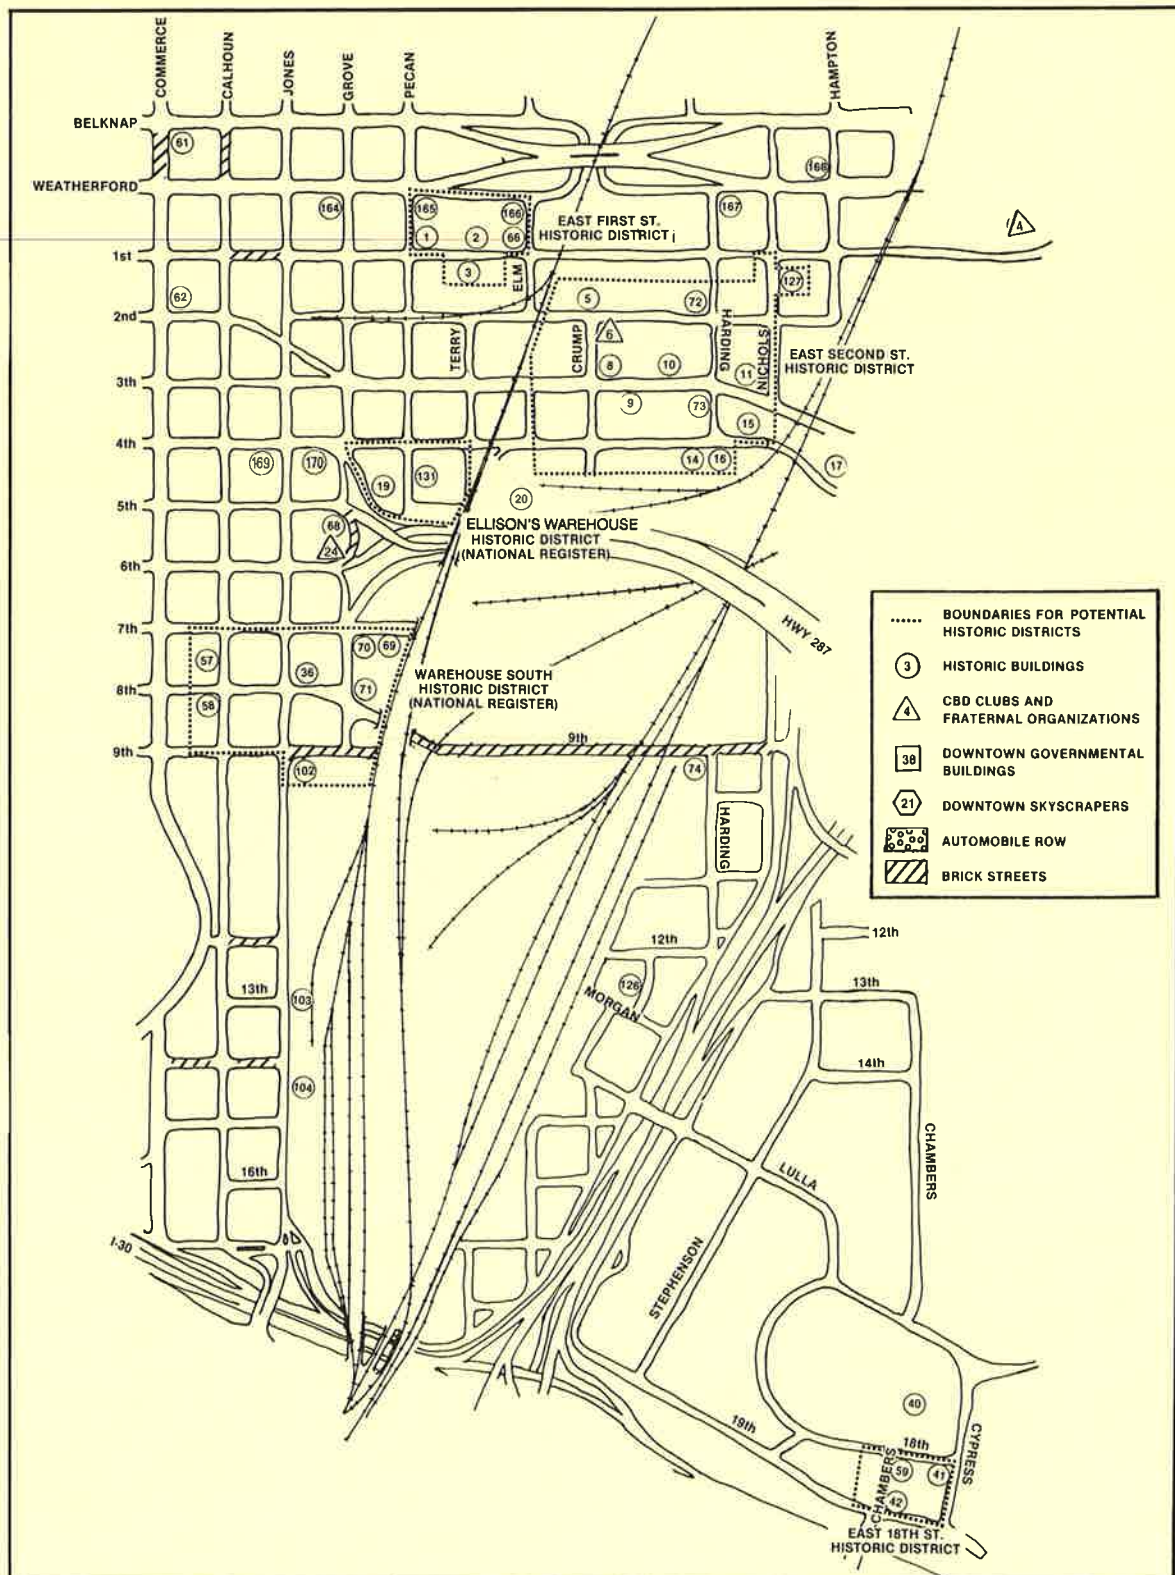 COMMERCE
CALHOUN
JONES
GROVE
PECAN
HAMPTON
BELKNAP
61
166
WEATHERFORD
164
165
166
167
1
2
66
EAST FIRST ST.
HISTORIC DISTRICT
4
1st
3
ELM
127
62
5
72
2nd
TERRY
CRUMP
6
HARDING
NICHOLS
EAST SECOND ST.
HISTORIC DISTRICT
8
10
11
3th
9
73
15
4th
169
170
19
131
14
16
17
20
5th
68
24
ELLISON'S WAREHOUSE
HISTORIC DISTRICT
(NATIONAL REGISTER)
6th
HWY 287
7th
57
36
70
69
71
WAREHOUSE SOUTH
HISTORIC DISTRICT
(NATIONAL REGISTER)
8th
58
9th
9th
102
74
HARDING
BOUNDARIES FOR POTENTIAL
HISTORIC DISTRICTS
3
HISTORIC BUILDINGS
4
CBD CLUBS AND
FRATERNAL ORGANIZATIONS
38
DOWNTOWN GOVERNMENTAL
BUILDINGS
21
DOWNTOWN SKYSCRAPERS
AUTOMOBILE ROW
BRICK STREETS
12th
12th
13th
103
126
MORGAN
13th
14th
104
CHAMBERS
16th
LULLA
I-30
STEPHENSON
40
19th
18th
CYPRESS
CHAMBERS
59
41
42
EAST 18TH ST.
HISTORIC DISTRICT